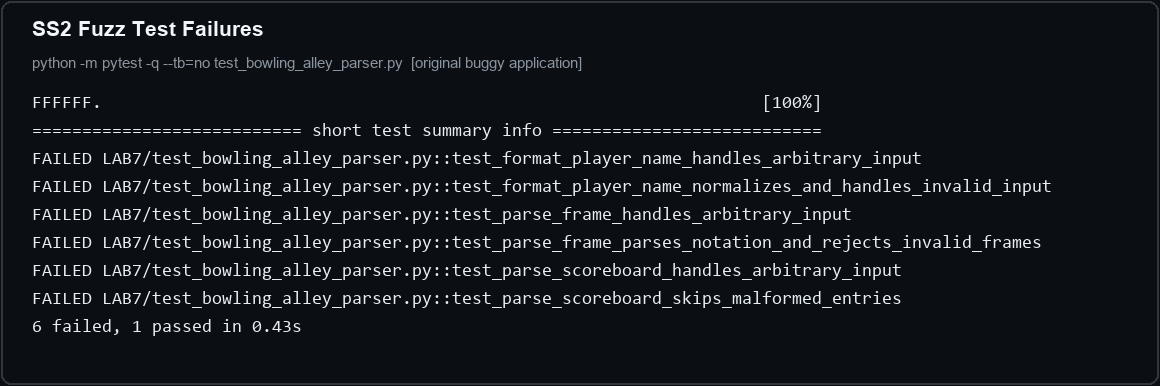 SS2 Fuzz Test Failures
python -m pytest -q --tb=no test_bowling_alley_parser.py [original buggy application]
FFFFFF. [100%]
=========================== short test summary info ===========================
FAILED LAB7/test_bowling_alley_parser.py::test_format_player_name_handles_arbitrary_input
FAILED LAB7/test_bowling_alley_parser.py::test_format_player_name_normalizes_and_handles_invalid_input
FAILED LAB7/test_bowling_alley_parser.py::test_parse_frame_handles_arbitrary_input
FAILED LAB7/test_bowling_alley_parser.py::test_parse_frame_parses_notation_and_rejects_invalid_frames
FAILED LAB7/test_bowling_alley_parser.py::test_parse_scoreboard_handles_arbitrary_input
FAILED LAB7/test_bowling_alley_parser.py::test_parse_scoreboard_skips_malformed_entries
6 failed, 1 passed in 0.43s